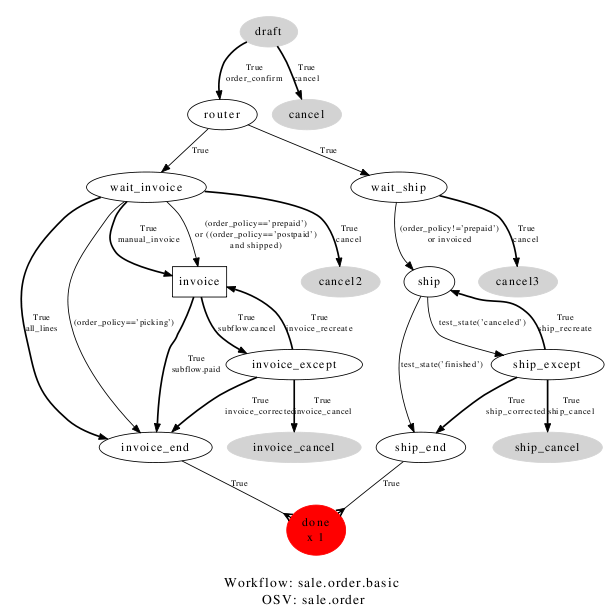 draft
True
order_confirm
True
cancel
router
cancel
True
True
wait_invoice
wait_ship
True
manual_invoice
(order_policy=='prepaid')
or ((order_policy=='postpaid')
and shipped)
True
cancel
(order_policy!='prepaid')
or invoiced
True
cancel
invoice
cancel2
ship
cancel3
True
all_lines
(order_policy=='picking')
True
subflow.cancel
True
invoice_recreate
test_state('canceled')
True
ship_recreate
True
subflow.paid
invoice_except
test_state('finished')
ship_except
True
invoice_corrected
True
invoice_cancel
True
ship_corrected
True
ship_cancel
invoice_end
invoice_cancel
ship_end
ship_cancel
True
True
done
x i
Workflow: sale.order.basic
OSV: sale.order